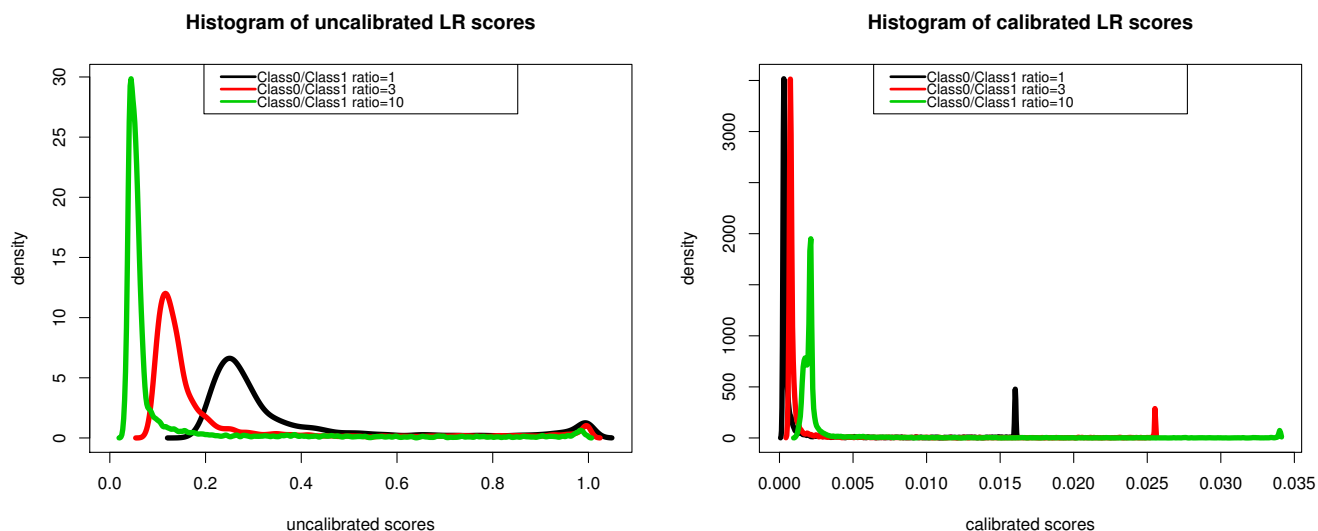 Histogram of uncalibrated LR scores
Class0/Class1 ratio=1
Class0/Class1 ratio=3
Class0/Class1 ratio=10
30
25
20
15
10
5
0
density
0.0 0.2 0.4 0.6 0.8 1.0
uncalibrated scores
Histogram of calibrated LR scores
Class0/Class1 ratio=1
Class0/Class1 ratio=3
Class0/Class1 ratio=10
3000
2000
1000
500
0
density
0.000 0.005 0.010 0.015 0.020 0.025 0.030 0.035
calibrated scores